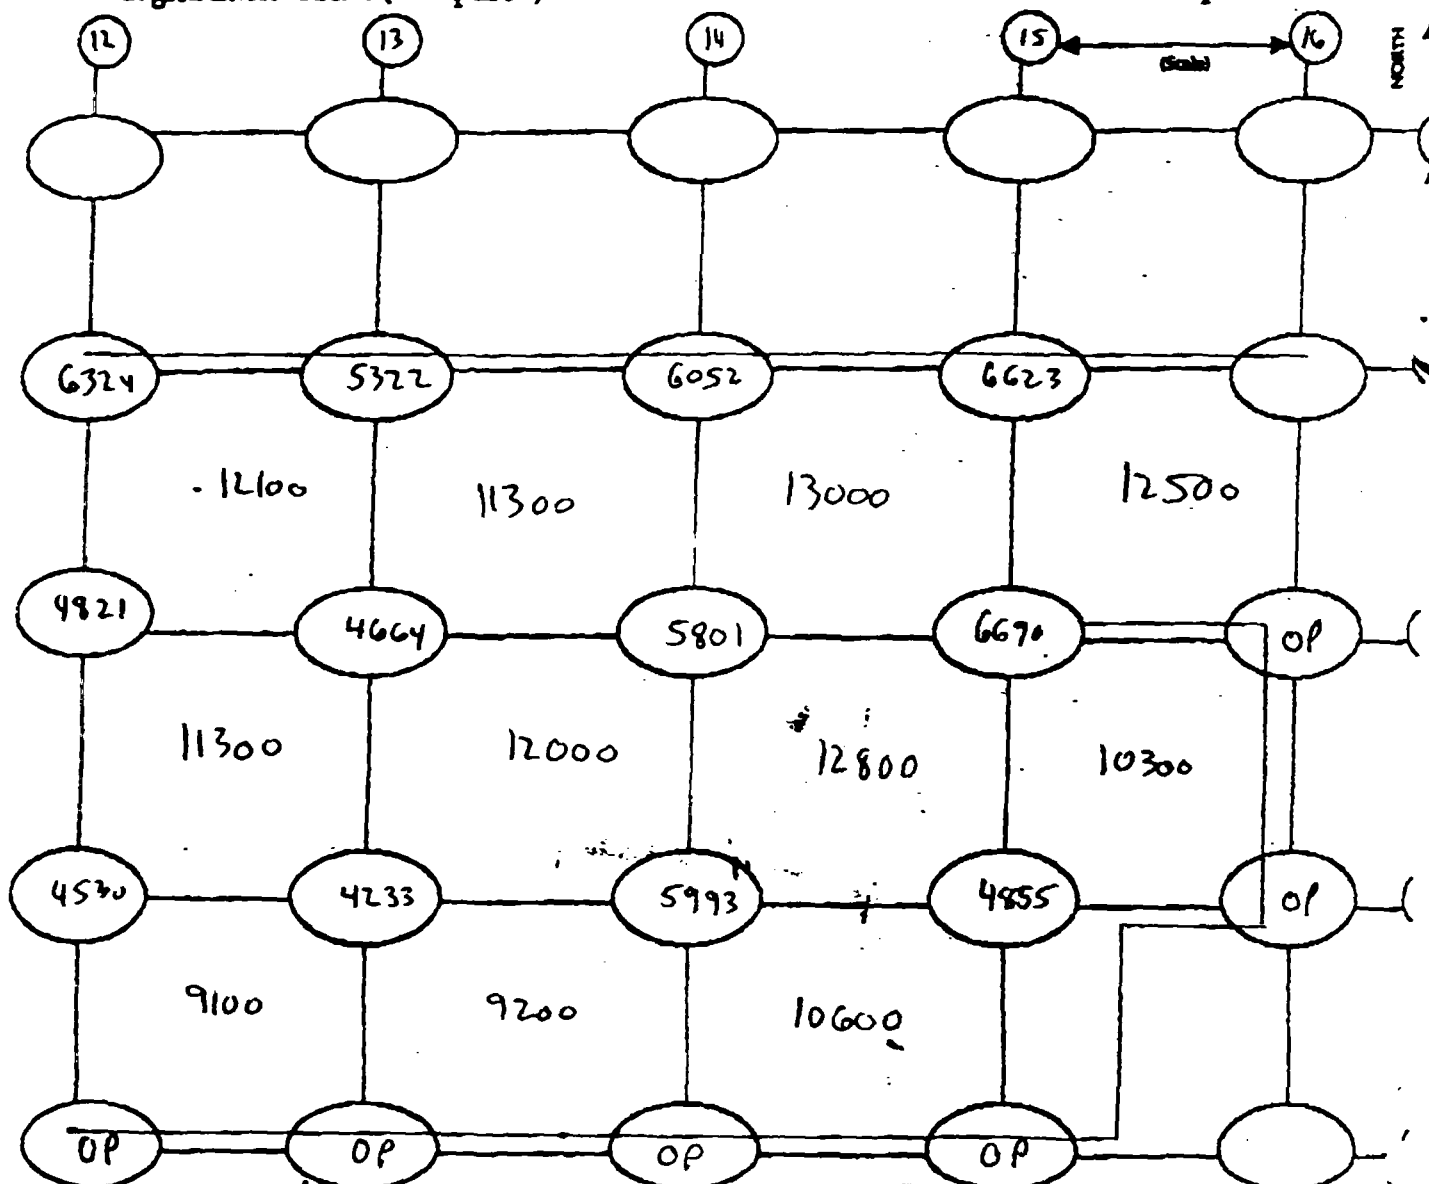 12 13 14 15 16
(Scale)
NORTH
6324 5322 6052 6623
12100 11300 13000 12500
4821 4664 5801 6690 OP
11300 12000 12800 10300
4530 4233 5993 4855 OP
9100 9200 10600
OP OP OP OP